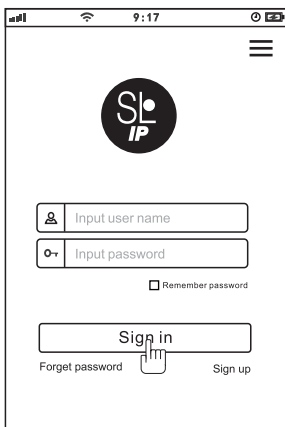 9:17
SL
IP
Input user name
Input password
Remember password
Sign in
Forget password Sign up